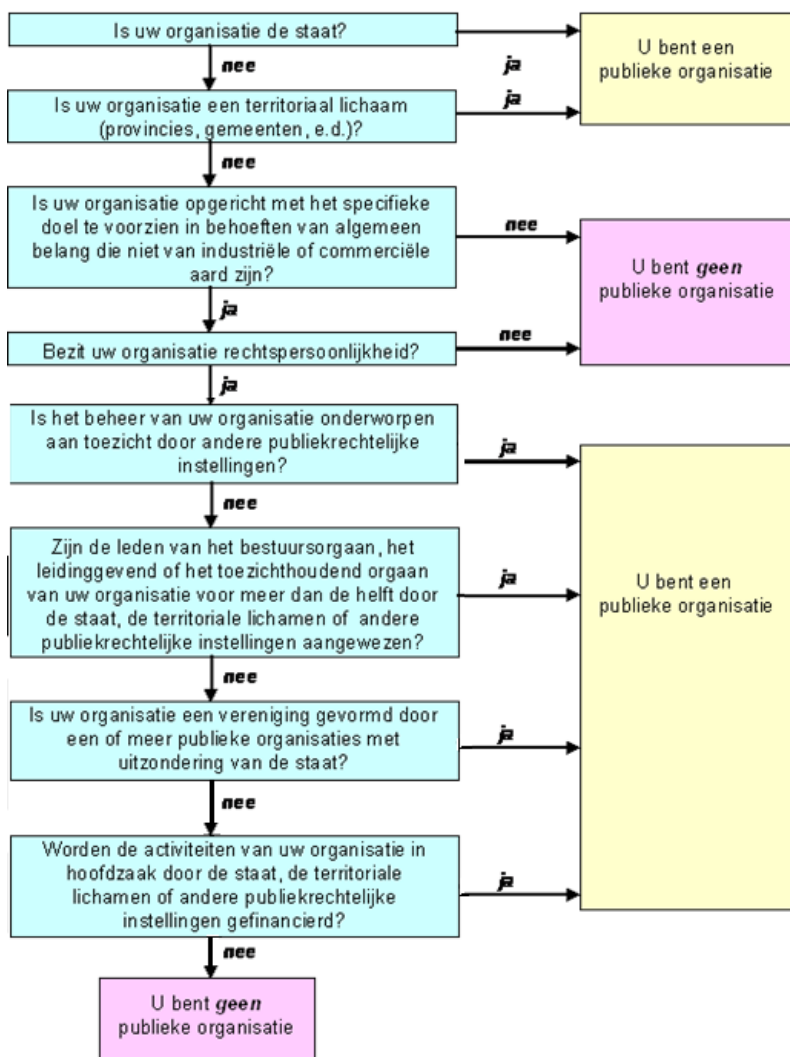 Is uw organisatie de staat?
U bent een
publieke organisatie
nee
ja
Is uw organisatie een territoriaal lichaam
(provincies, gemeenten, e.d.)?
ja
nee
Is uw organisatie opgericht met het specifieke
doel te voorzien in behoeften van algemeen
belang die niet van industriële of commerciële
aard zijn?
nee
U bent geen
publieke organisatie
ja
Bezit uw organisatie rechtspersoonlijkheid?
nee
ja
Is het beheer van uw organisatie onderworpen
aan toezicht door andere publiekrechtelijke
instellingen?
ja
nee
Zijn de leden van het bestuursorgaan, het
leidinggevend of het toezichthoudend orgaan
van uw organisatie voor meer dan de helft door
de staat, de territoriale lichamen of andere
publiekrechtelijke instellingen aangewezen?
ja
U bent een
publieke organisatie
nee
Is uw organisatie een vereniging gevormd door
een of meer publieke organisaties met
uitzondering van de staat?
ja
nee
Worden de activiteiten van uw organisatie in
hoofdzaak door de staat, de territoriale
lichamen of andere publiekrechtelijke
instellingen gefinancierd?
ja
nee
U bent geen
publieke organisatie